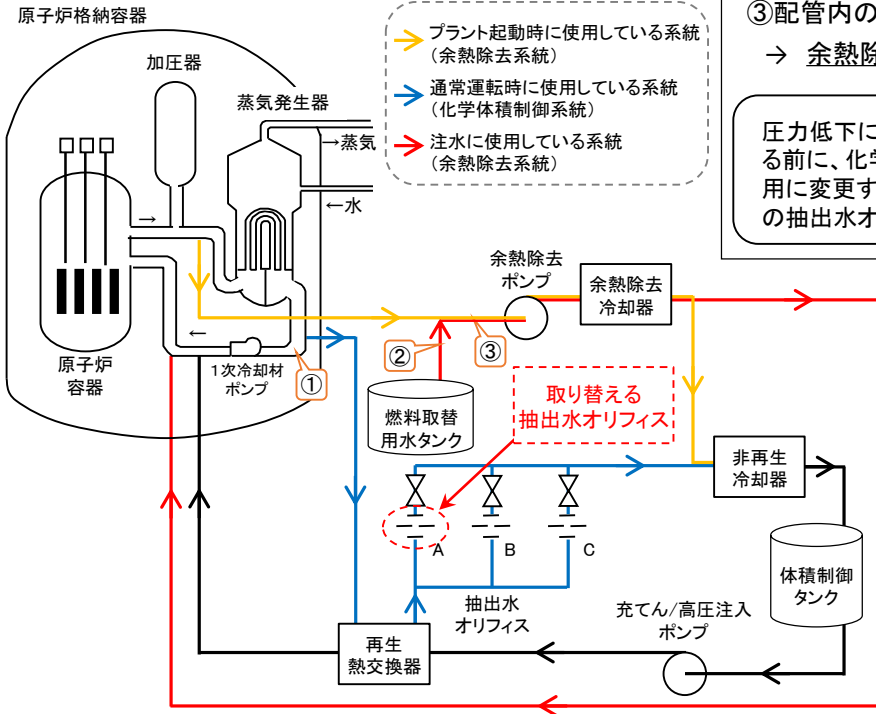 原子炉格納容器
加圧器
蒸気発生器
→蒸気
←水
→
←
原子炉
容器
1次冷却材
ポンプ
①
プラント起動時に使用している系統
(余熱除去系統)
通常運転時に使用している系統
(化学体積制御系統)
注水に使用している系統
(余熱除去系統)
③配管内の
→ 余熱除
圧力低下に
る前に、化学
用に変更す
の抽出水オ
余熱除去
ポンプ
余熱除去
冷却器
②
③
燃料取替
用水タンク
取り替える
抽出水オリフィス
非再生
冷却器
A
B
C
抽出水
オリフィス
体積制御
タンク
充てん/高圧注入
ポンプ
再生
熱交換器